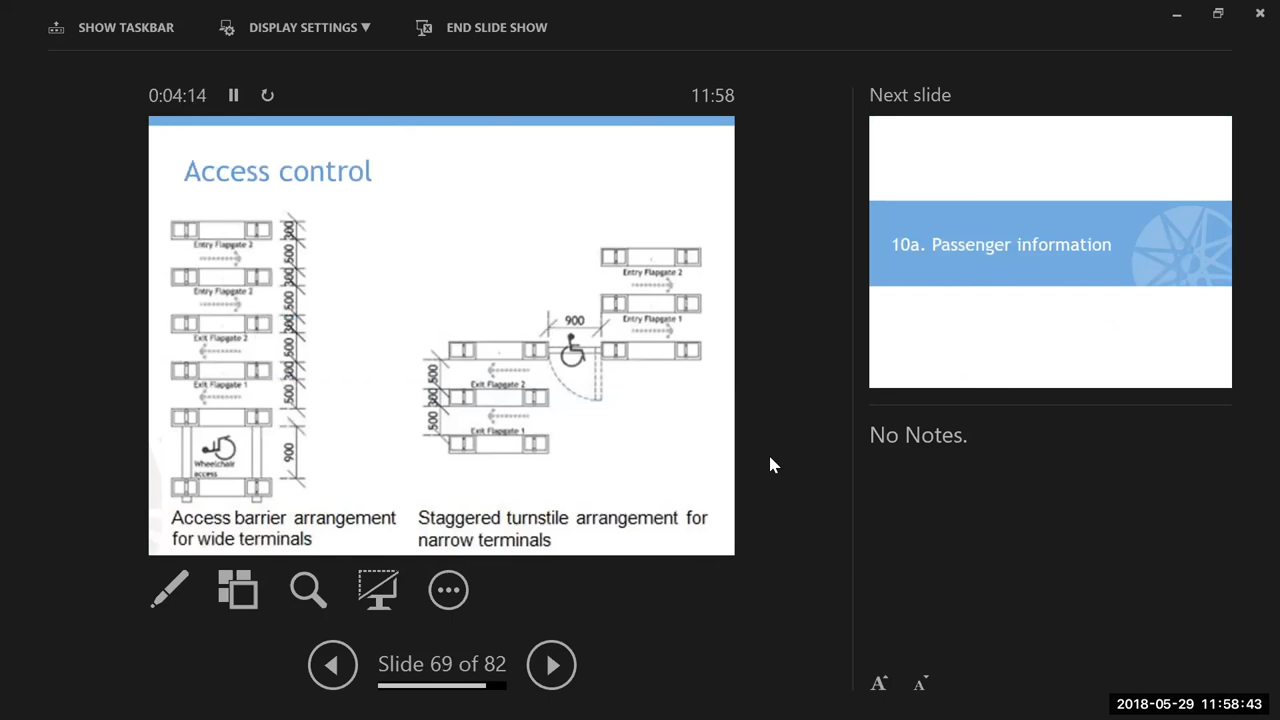 SHOW TASKBAR
DISPLAY SETTINGS ▼
END SLIDE SHOW
0:04:14
11:58
Next slide
Access control
Entry Flapgate 2
Entry Flapgate 2
Exit Flapgate 2
Exit Flapgate 1
Wheelchair
access
300
500
300
500
300
500
300
500
900
Access barrier arrangement
for wide terminals
Entry Flapgate 2
Entry Flapgate 1
900
Exit Flapgate 2
Exit Flapgate 1
500
300
500
Staggered turnstile arrangement for
narrow terminals
10a. Passenger information
No Notes.
Slide 69 of 82
A A
2018-05-29 11:58:43